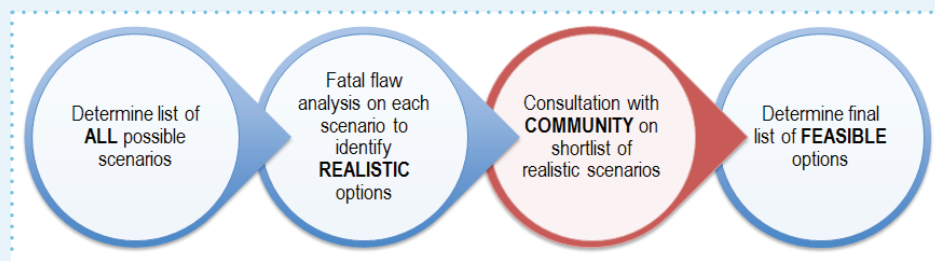 Determine list of
ALL possible
scenarios
Fatal flaw
analysis on each
scenario to
identify
REALISTIC
options
Consultation with
COMMUNITY on
shortlist of
realistic scenarios
Determine final
list of FEASIBLE
options